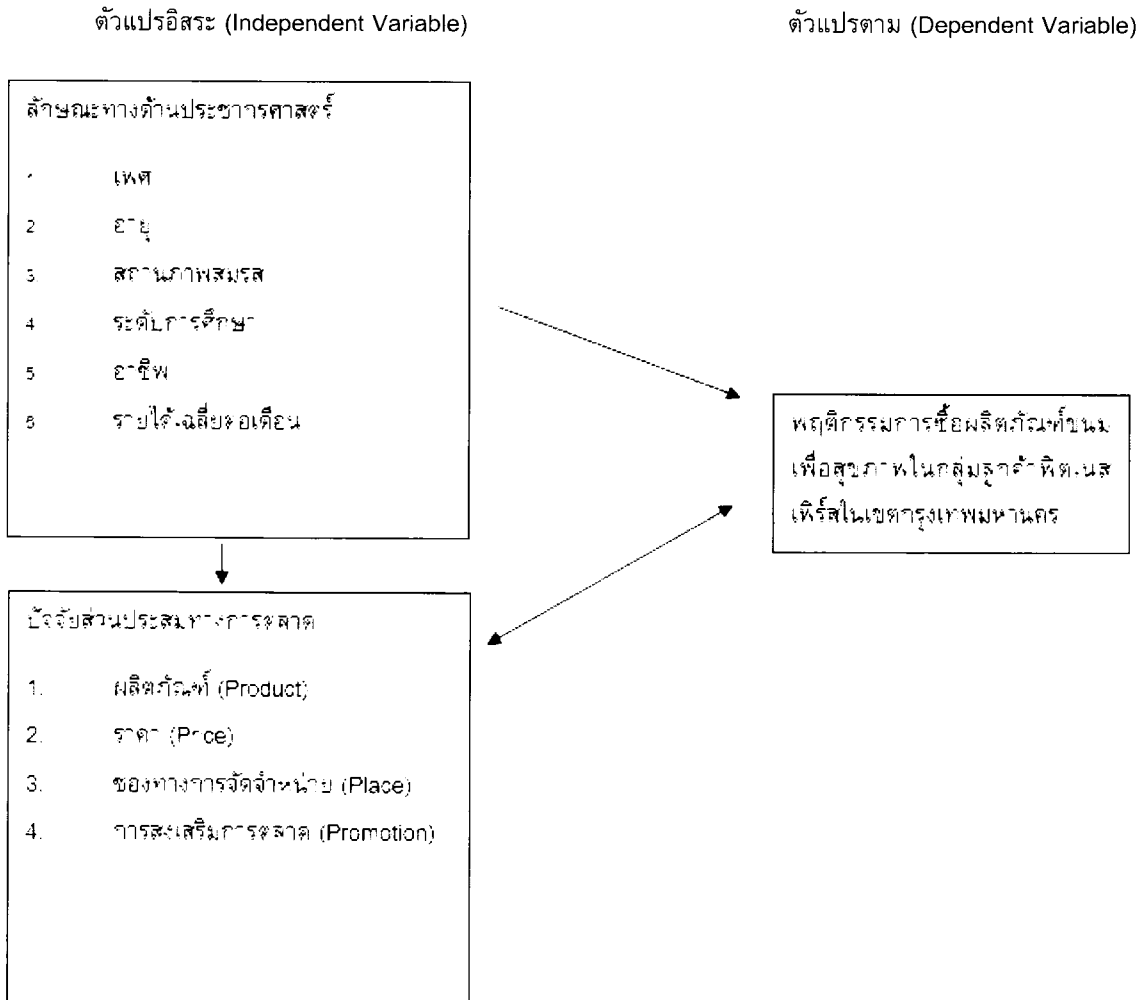 ตัวแปรอิสระ (Independent Variable)
ตัวแปรตาม (Dependent Variable)
ลักษณะทางด้านประชากรศาสตร์
1 เพศ
2 อายุ
3 สถานภาพสมรส
4 ระดับการศึกษา
5 อาชีพ
6 รายได้เฉลี่ยต่อเดือน
พฤติกรรมการซื้อผลิตภัณฑ์ขนม
เพื่อสุขภาพในกลุ่มลูกค้าฟิตเนส
เฟิร์สในเขตกรุงเทพมหานคร
ปัจจัยส่วนประสมทางการตลาด
1. ผลิตภัณฑ์ (Product)
2. ราคา (Price)
3. ช่องทางการจัดจำหน่าย (Place)
4. การส่งเสริมการตลาด (Promotion)